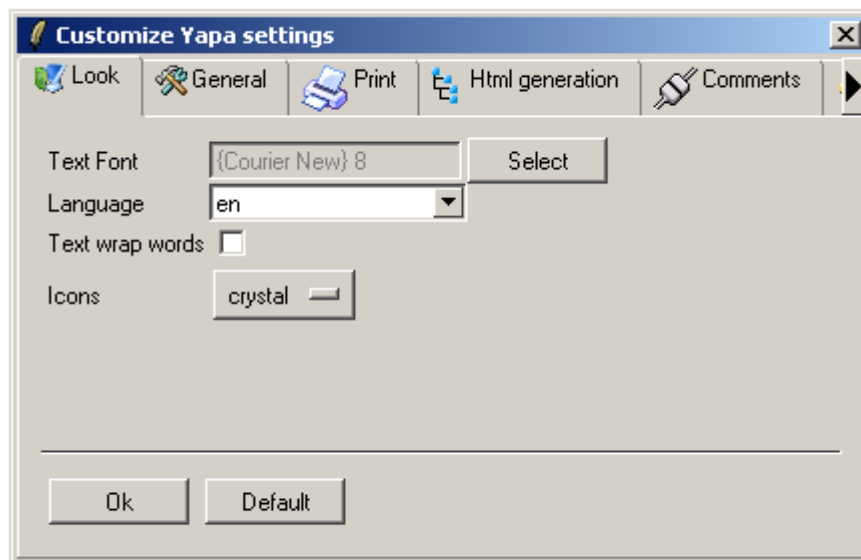 Customize Yapa settings
Look General Print Html generation Comments
Text Font {Courier New} 8 Select
Language en
Text wrap words
Icons crystal
Ok Default